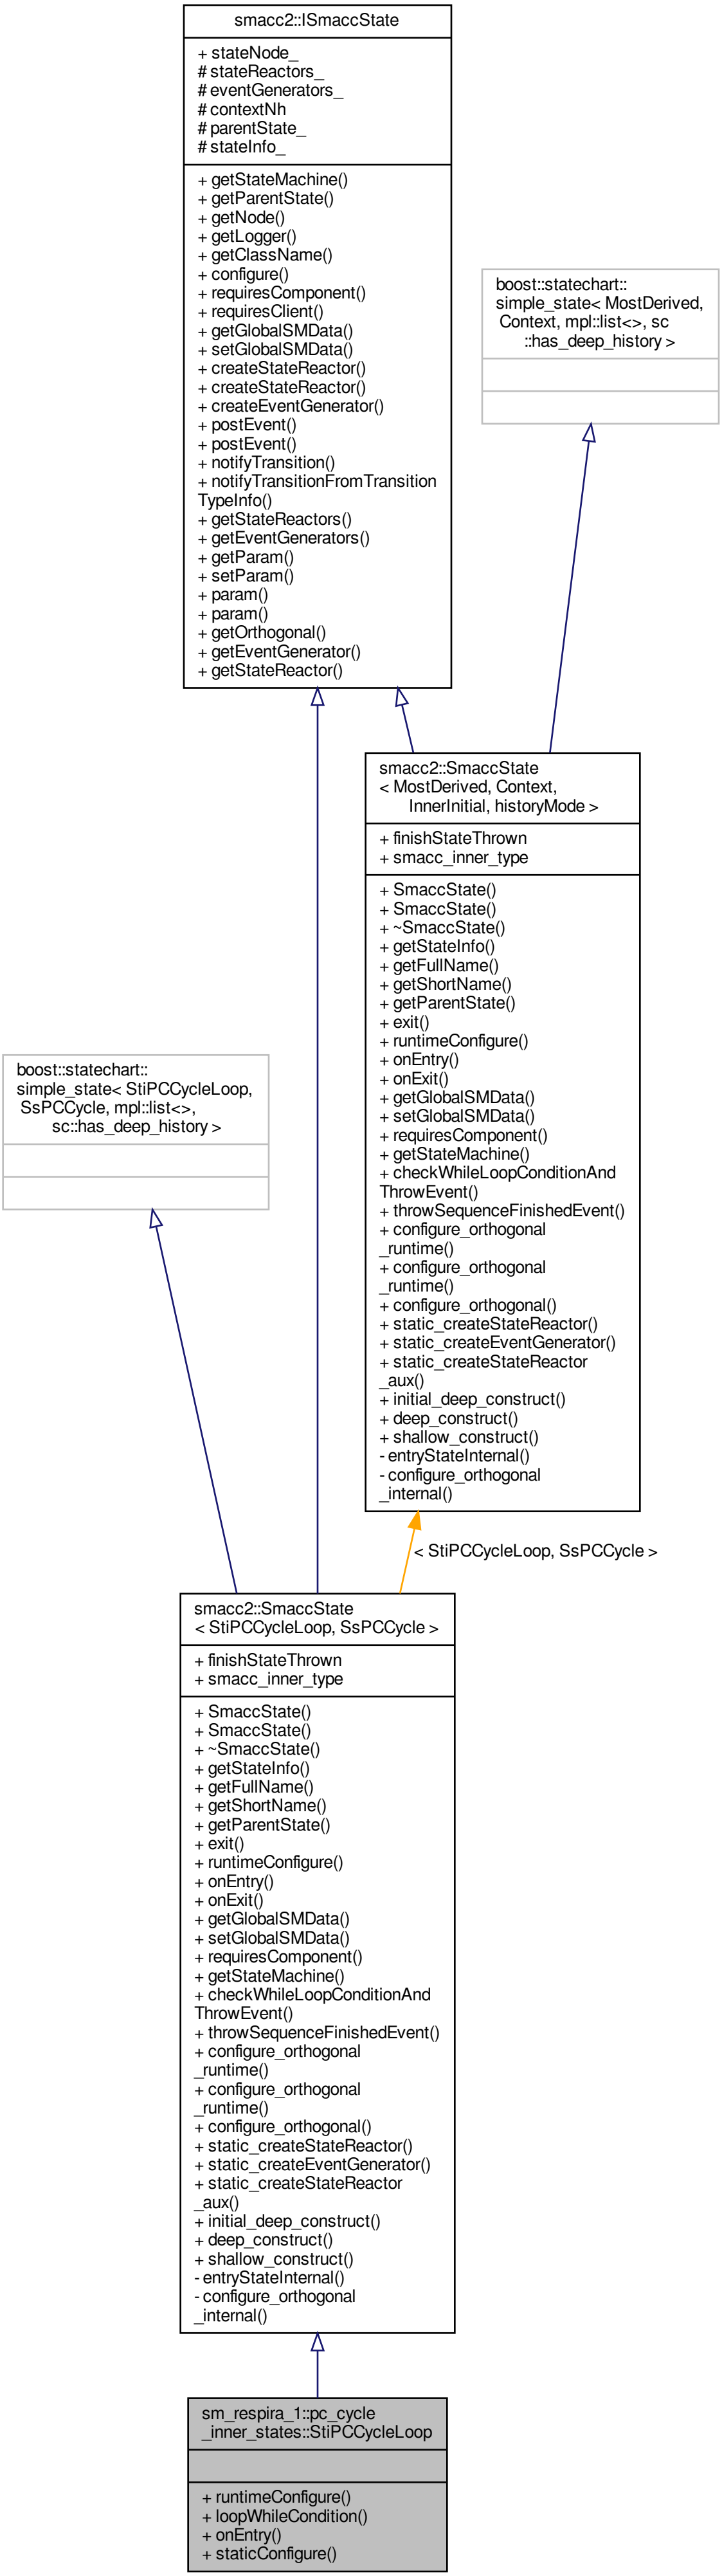 smacc2::ISmaccState
+ stateNode_
# stateReactors_
# eventGenerators_
# contextNh
# parentState_
# stateInfo_
+ getStateMachine()
+ getParentState()
+ getNode()
+ getLogger()
+ getClassName()
+ configure()
+ requiresComponent()
+ requiresClient()
+ getGlobalSMData()
+ setGlobalSMData()
+ createStateReactor()
+ createStateReactor()
+ createEventGenerator()
+ postEvent()
+ postEvent()
+ notifyTransition()
+ notifyTransitionFromTransition
TypeInfo()
+ getStateReactors()
+ getEventGenerators()
+ getParam()
+ setParam()
+ param()
+ param()
+ getOrthogonal()
+ getEventGenerator()
+ getStateReactor()
boost::statechart::
simple_state< MostDerived,
Context, mpl::list<>, sc
::has_deep_history >
smacc2::SmaccState
< MostDerived, Context,
InnerInitial, historyMode >
+ finishStateThrown
+ smacc_inner_type
+ SmaccState()
+ SmaccState()
+ ~SmaccState()
+ getStateInfo()
+ getFullName()
+ getShortName()
+ getParentState()
+ exit()
+ runtimeConfigure()
+ onEntry()
+ onExit()
+ getGlobalSMData()
+ setGlobalSMData()
+ requiresComponent()
+ getStateMachine()
+ checkWhileLoopConditionAnd
ThrowEvent()
+ throwSequenceFinishedEvent()
+ configure_orthogonal
_runtime()
+ configure_orthogonal
_runtime()
+ configure_orthogonal()
+ static_createStateReactor()
+ static_createEventGenerator()
+ static_createStateReactor
_aux()
+ initial_deep_construct()
+ deep_construct()
+ shallow_construct()
- entryStateInternal()
- configure_orthogonal
_internal()
boost::statechart::
simple_state< StiPCCycleLoop,
SsPCCycle, mpl::list<>,
sc::has_deep_history >
< StiPCCycleLoop, SsPCCycle >
smacc2::SmaccState
< StiPCCycleLoop, SsPCCycle >
+ finishStateThrown
+ smacc_inner_type
+ SmaccState()
+ SmaccState()
+ ~SmaccState()
+ getStateInfo()
+ getFullName()
+ getShortName()
+ getParentState()
+ exit()
+ runtimeConfigure()
+ onEntry()
+ onExit()
+ getGlobalSMData()
+ setGlobalSMData()
+ requiresComponent()
+ getStateMachine()
+ checkWhileLoopConditionAnd
ThrowEvent()
+ throwSequenceFinishedEvent()
+ configure_orthogonal
_runtime()
+ configure_orthogonal
_runtime()
+ configure_orthogonal()
+ static_createStateReactor()
+ static_createEventGenerator()
+ static_createStateReactor
_aux()
+ initial_deep_construct()
+ deep_construct()
+ shallow_construct()
- entryStateInternal()
- configure_orthogonal
_internal()
sm_respira_1::pc_cycle
_inner_states::StiPCCycleLoop
+ runtimeConfigure()
+ loopWhileCondition()
+ onEntry()
+ staticConfigure()